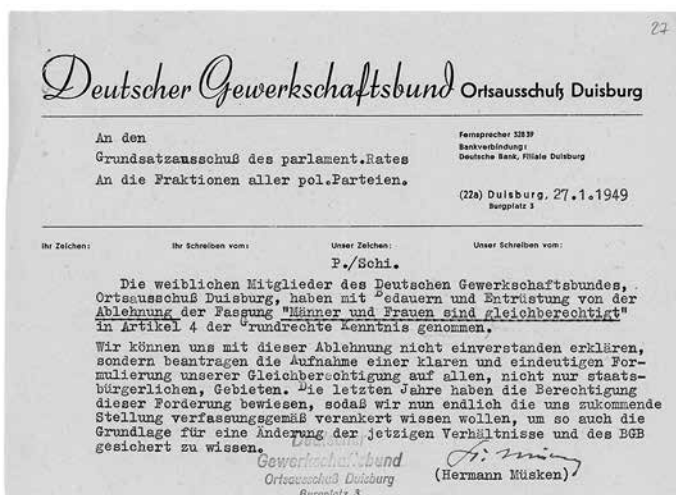 27
Deutscher Gewerkschaftsbund Ortsausschuß Duisburg
An den
Grundsatzausschuß des parlament.Rates
An die Fraktionen aller pol.Parteien.
Fernsprecher 32839
Bankverbindung:
Deutsche Bank, Filiale Duisburg
(22a) Duisburg, 27.1.1949
Burgplatz 3
Ihr Zeichen: Ihr Schreiben vom: Unser Zeichen: Unser Schreiben vom:
P./Schi.
Die weiblichen Mitglieder des Deutschen Gewerkschaftsbundes,
Ortsausschuß Duisburg, haben mit Bedauern und Entrüstung von der
Ablehnung der Fassung "Männer und Frauen sind gleichberechtigt"
in Artikel 4 der Grundrechte Kenntnis genommen.
Wir können uns mit dieser Ablehnung nicht einverstanden erklären,
sondern beantragen die Aufnahme einer klaren und eindeutigen For-
mulierung unserer Gleichberechtigung auf allen, nicht nur staats-
bürgerlichen, Gebieten. Die letzten Jahre haben die Berechtigung
dieser Forderung bewiesen, sodaß wir nun endlich die uns zukommende
Stellung verfassungsgemäß verankert wissen wollen, um so auch die
Grundlage für eine Änderung der jetzigen Verhältnisse und des BGB
gesichert zu wissen.
Deutscher
Gewerkschaftsbund
Ortsausschuß Duisburg
Burgplatz 3
(Hermann Müsken)